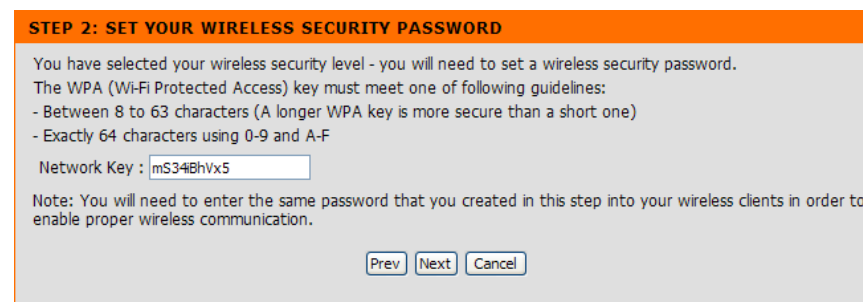 STEP 2: SET YOUR WIRELESS SECURITY PASSWORD
You have selected your wireless security level - you will need to set a wireless security password.
The WPA (Wi-Fi Protected Access) key must meet one of following guidelines:
- Between 8 to 63 characters (A longer WPA key is more secure than a short one)
- Exactly 64 characters using 0-9 and A-F
Network Key : mS34iBhVx5
Note: You will need to enter the same password that you created in this step into your wireless clients in order to
enable proper wireless communication.
Prev Next Cancel